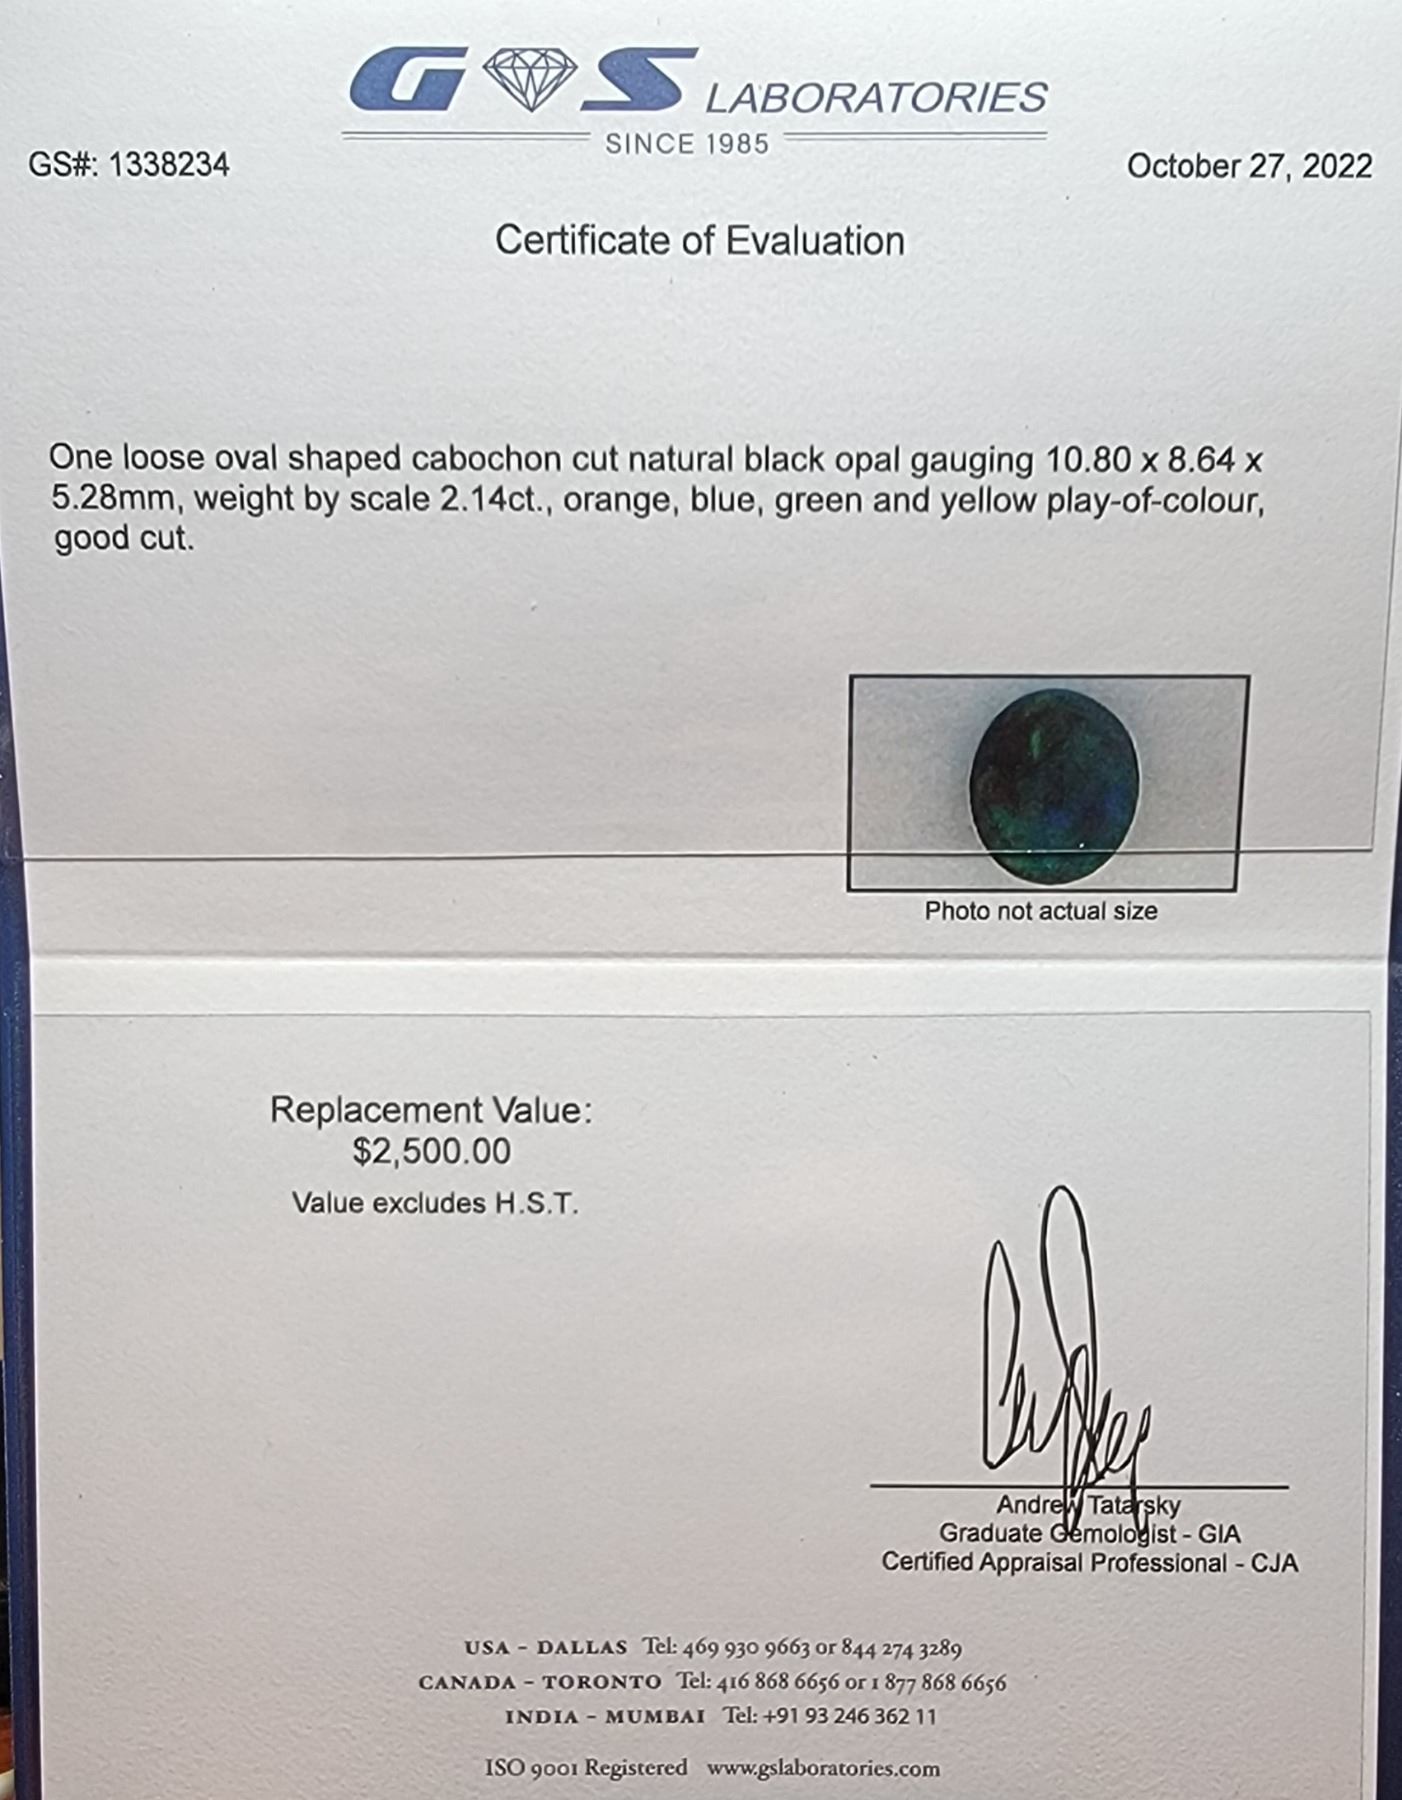 GS LABORATORIES
SINCE 1985
GS#: 1338234
October 27, 2022
Certificate of Evaluation
One loose oval shaped cabochon cut natural black opal gauging 10.80 x 8.64 x
5.28mm, weight by scale 2.14ct., orange, blue, green and yellow play-of-colour,
good cut.
Photo not actual size
Replacement Value:
$2,500.00
Value excludes H.S.T.
Andrew Tatarsky
Graduate Gemologist - GIA
Certified Appraisal Professional - CJA
USA - DALLAS Tel: 469 930 9663 or 844 274 3289
CANADA - TORONTO Tel: 416 868 6656 or 1 877 868 6656
INDIA - MUMBAI Tel: +91 93 246 362 11
ISO 9001 Registered www.gslaboratories.com